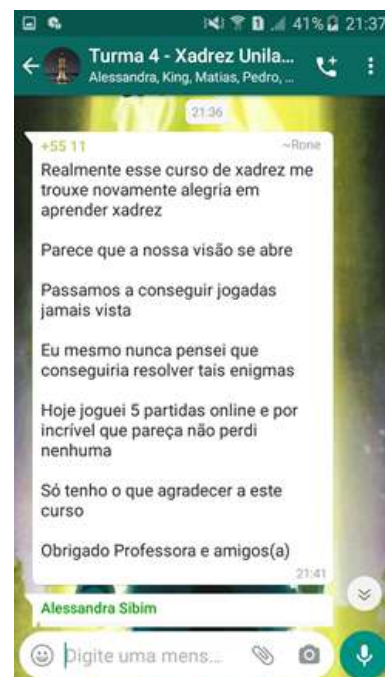 41% 21:37
Turma 4 - Xadrez Unila...
Alessandra, King, Matias, Pedro, ...
21:36
+55 11 ~Rone
Realmente esse curso de xadrez me
trouxe novamente alegria em
aprender xadrez
Parece que a nossa visão se abre
Passamos a conseguir jogadas
jamais vista
Eu mesmo nunca pensei que
conseguiria resolver tais enigmas
Hoje joguei 5 partidas online e por
incrível que pareça não perdi
nenhuma
Só tenho o que agradecer a este
curso
Obrigado Professora e amigos(a)
21:41
Alessandra Sibim
Digite uma mens...